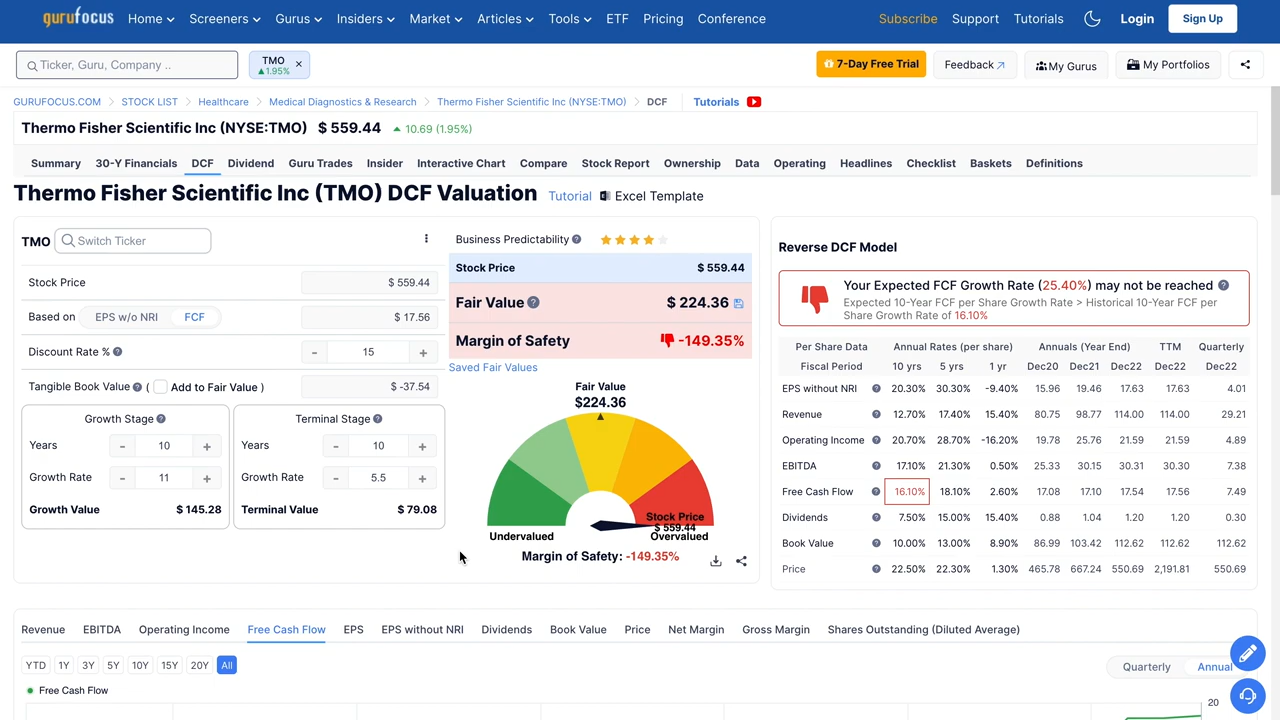 gurufocus Home Screeners Gurus Insiders Market Articles Tools ETF Pricing Conference Subscribe Support Tutorials Login Sign Up
Ticker, Guru, Company .. TMO × ▲1.95% 7-Day Free Trial Feedback My Gurus My Portfolios
GURUFOCUS.COM > STOCK LIST > Healthcare > Medical Diagnostics & Research > Thermo Fisher Scientific Inc (NYSE:TMO) > DCF Tutorials
Thermo Fisher Scientific Inc (NYSE:TMO) $ 559.44 ▲ 10.69 (1.95%)
Summary 30-Y Financials DCF Dividend Guru Trades Insider Interactive Chart Compare Stock Report Ownership Data Operating Headlines Checklist Baskets Definitions
Thermo Fisher Scientific Inc (TMO) DCF Valuation Tutorial Excel Template
TMO Switch Ticker
Stock Price $ 559.44
Based on EPS w/o NRI FCF $ 17.56
Discount Rate % - 15 +
Tangible Book Value ( Add to Fair Value ) $ -37.54
Growth Stage
Years - 10 +
Growth Rate - 11 +
Growth Value $ 145.28
Terminal Stage
Years - 10 +
Growth Rate - 5.5 +
Terminal Value $ 79.08
Business Predictability
Stock Price $ 559.44
Fair Value $ 224.36
Margin of Safety -149.35%
Saved Fair Values
Fair Value
$224.36
Stock Price
$ 559.44
Undervalued Overvalued
Margin of Safety: -149.35%
Reverse DCF Model
Your Expected FCF Growth Rate (25.40%) may not be reached
Expected 10-Year FCF per Share Growth Rate > Historical 10-Year FCF per
Share Growth Rate of 16.10%
Per Share Data Annual Rates (per share) Annuals (Year End) TTM Quarterly
Fiscal Period 10 yrs 5 yrs 1 yr Dec20 Dec21 Dec22 Dec22 Dec22
EPS without NRI 20.30% 30.30% -9.40% 15.96 19.46 17.63 17.63 4.01
Revenue 12.70% 17.40% 15.40% 80.75 98.77 114.00 114.00 29.21
Operating Income 20.70% 28.70% -16.20% 19.78 25.76 21.59 21.59 4.89
EBITDA 17.10% 21.30% 0.50% 25.33 30.15 30.31 30.30 7.38
Free Cash Flow 16.10% 18.10% 2.60% 17.08 17.10 17.54 17.56 7.49
Dividends 7.50% 15.00% 15.40% 0.88 1.04 1.20 1.20 0.30
Book Value 10.00% 13.00% 8.90% 86.99 103.42 112.62 112.62 112.62
Price 22.50% 22.30% 1.30% 465.78 667.24 550.69 2,191.81 550.69
Revenue EBITDA Operating Income Free Cash Flow EPS EPS without NRI Dividends Book Value Price Net Margin Gross Margin Shares Outstanding (Diluted Average)
YTD 1Y 3Y 5Y 10Y 15Y 20Y All Quarterly Annual
Free Cash Flow
20